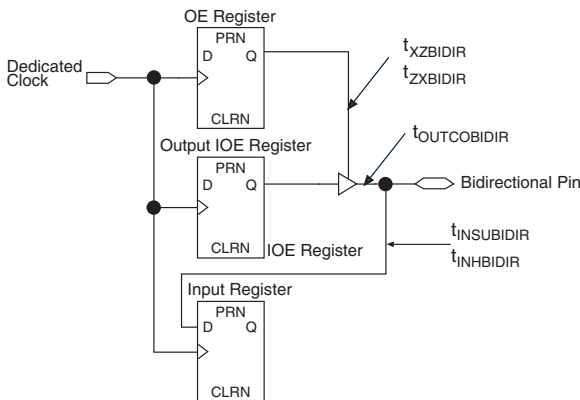 OE Register
PRN
D Q
CLRN
Dedicated
Clock
tXZBIDIR
tZXBIDIR
Output IOE Register
PRN
D Q
CLRN
tOUTCOBIDIR
Bidirectional Pin
IOE Register
tINSUBIDIR
tINHBIDIR
Input Register
PRN
D Q
CLRN